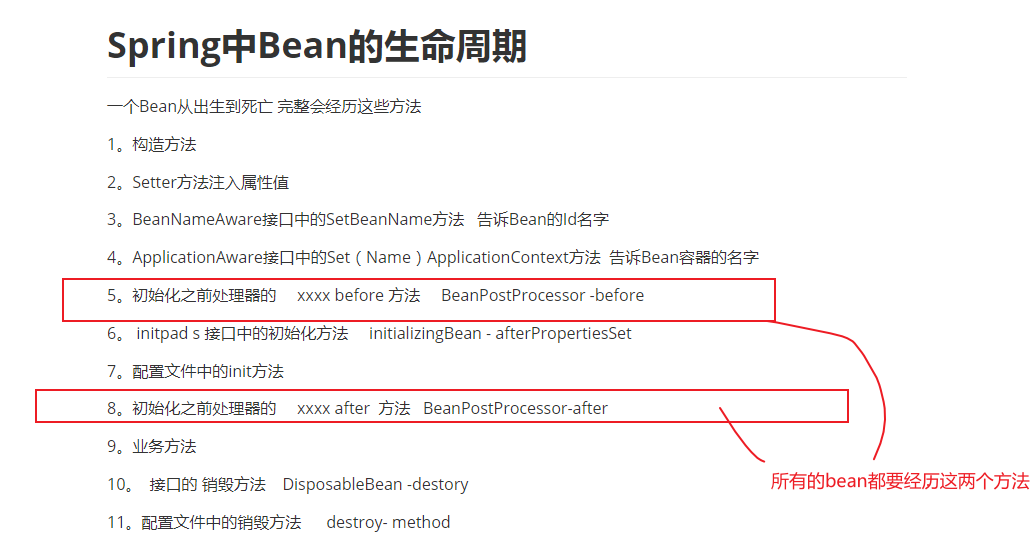 Spring中Bean的生命周期
一个Bean从出生到死亡 完整会经历这些方法
1。构造方法
2。Setter方法注入属性值
3。BeanNameAware接口中的SetBeanName方法 告诉Bean的Id名字
4。ApplicationAware接口中的Set ( Name ) ApplicationContext方法 告诉Bean容器的名字
5。初始化之前处理器的 xxxx before 方法 BeanPostProcessor -before
6。 initpad s 接口中的初始化方法 initializingBean - afterPropertiesSet
7。配置文件中的init方法
8。初始化之前处理器的 xxxx after 方法 BeanPostProcessor-after
9。业务方法
10。 接口的 销毁方法 DisposableBean -destory
所有的bean都要经历这两个方法
11。配置文件中的销毁方法 destroy- method